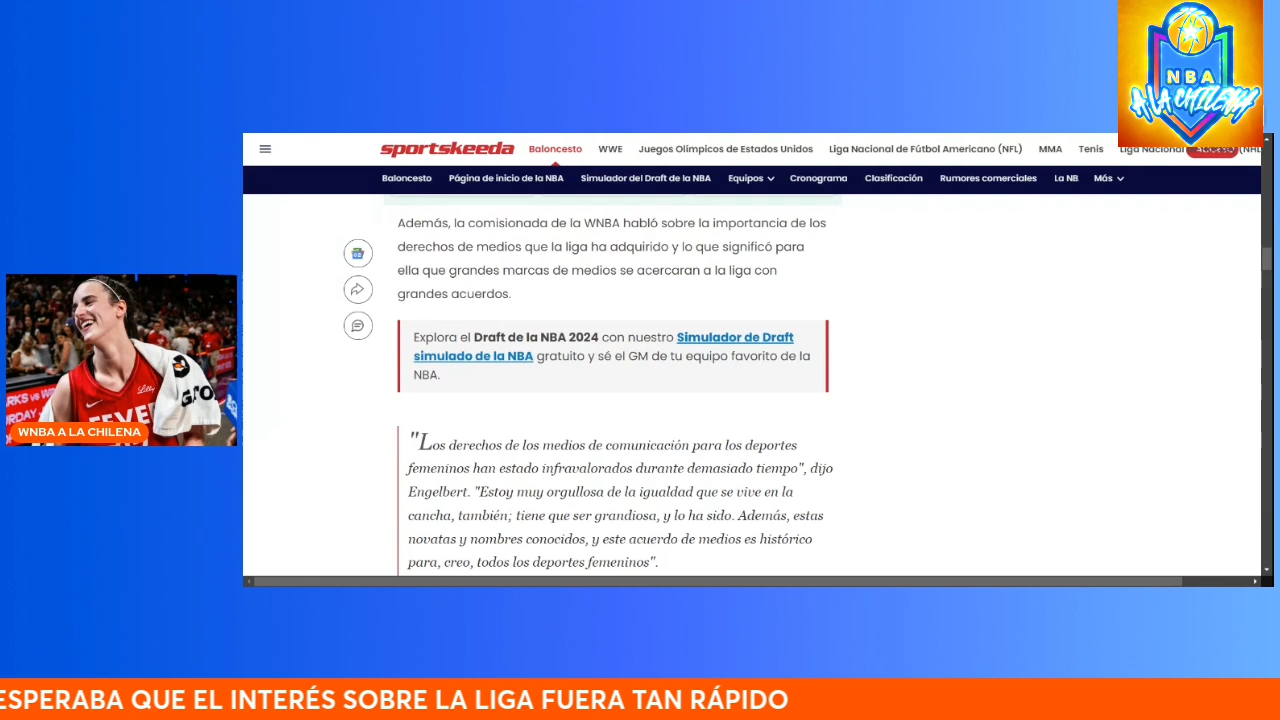 NBA
A LA CHILENA
sportskeeda
Baloncesto WWE Juegos Olímpicos de Estados Unidos Liga Nacional de Fútbol Americano (NFL) MMA Tenis Liga Nacional (NHL
Baloncesto Página de inicio de la NBA Simulador del Draft de la NBA Equipos Cronograma Clasificación Rumores comerciales La NB Más
Además, la comisionada de la WNBA habló sobre la importancia de los
derechos de medios que la liga ha adquirido y lo que significó para
ella que grandes marcas de medios se acercaran a la liga con
grandes acuerdos.
Explora el Draft de la NBA 2024 con nuestro Simulador de Draft
simulado de la NBA gratuito y sé el GM de tu equipo favorito de la
NBA.
"Los derechos de los medios de comunicación para los deportes
femeninos han estado infravalorados durante demasiado tiempo", dijo
Engelbert. "Estoy muy orgullosa de la igualdad que se vive en la
cancha, también; tiene que ser grandiosa, y lo ha sido. Además, estas
novatas y nombres conocidos, y este acuerdo de medios es histórico
para, creo, todos los deportes femeninos".
Lilly
FEVER
WNBA A LA CHILENA
ESPERABA QUE EL INTERÉS SOBRE LA LIGA FUERA TAN RÁPIDO